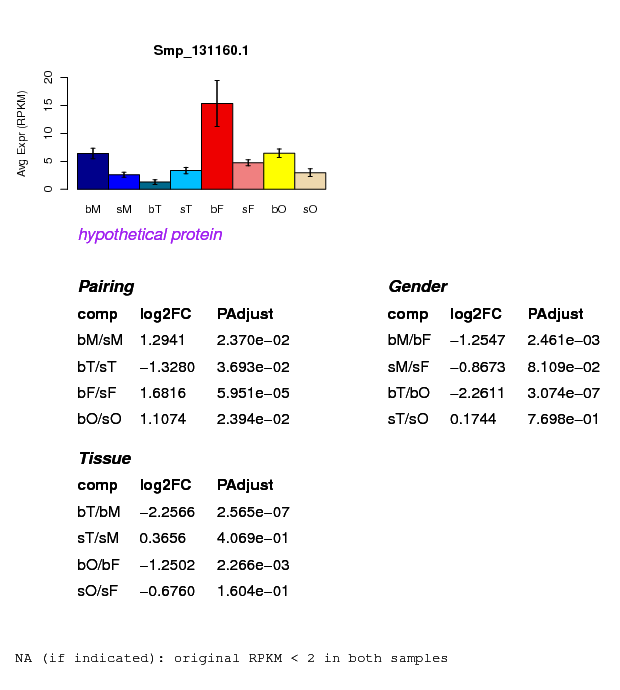 Smp_131160.1
Avg Expr (RPKM)
20
15
10
5
0
bM sM bT sT bF sF bO sO
hypothetical protein
Pairing
comp log2FC PAdjust
bM/sM 1.2941 2.370e−02
bT/sT −1.3280 3.693e−02
bF/sF 1.6816 5.951e−05
bO/sO 1.1074 2.394e−02
Gender
comp log2FC PAdjust
bM/bF −1.2547 2.461e−03
sM/sF −0.8673 8.109e−02
bT/bO −2.2611 3.074e−07
sT/sO 0.1744 7.698e−01
Tissue
comp log2FC PAdjust
bT/bM −2.2566 2.565e−07
sT/sM 0.3656 4.069e−01
bO/bF −1.2502 2.266e−03
sO/sF −0.6760 1.604e−01
NA (if indicated): original RPKM < 2 in both samples